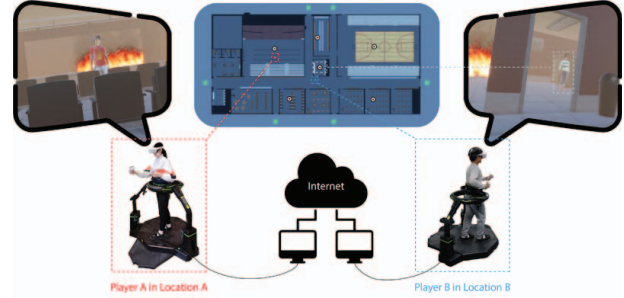 Internet
Player A in Location A
Player B in Location B